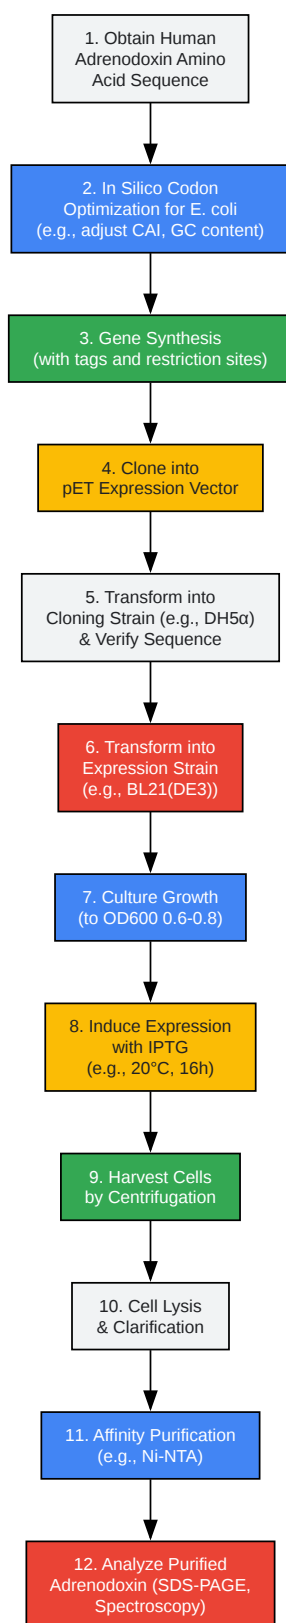 1. Obtain Human
Adrenodoxin Amino
Acid Sequence
2. In Silico Codon
Optimization for E. coli
(e.g., adjust CAI, GC content)
3. Gene Synthesis
(with tags and restriction sites)
4. Clone into
pET Expression Vector
5. Transform into
Cloning Strain (e.g., DH5α)
& Verify Sequence
6. Transform into
Expression Strain
(e.g., BL21(DE3))
7. Culture Growth
(to OD600 0.6-0.8)
8. Induce Expression
with IPTG
(e.g., 20°C, 16h)
9. Harvest Cells
by Centrifugation
10. Cell Lysis
& Clarification
11. Affinity Purification
(e.g., Ni-NTA)
12. Analyze Purified
Adrenodoxin (SDS-PAGE,
Spectroscopy)